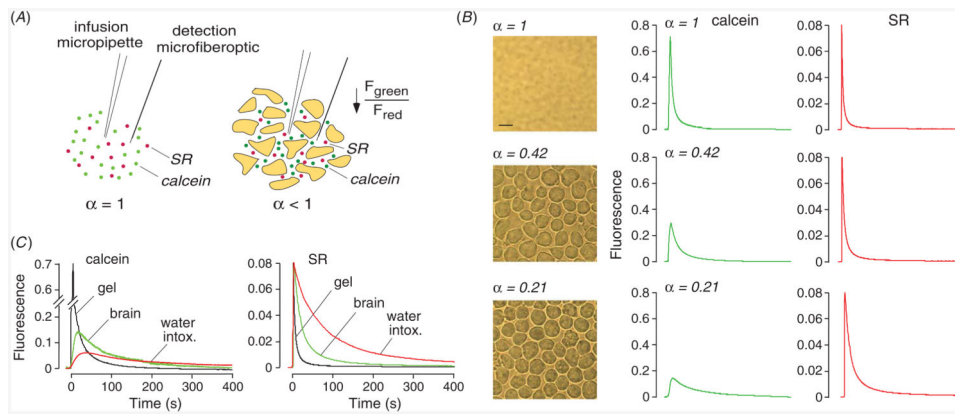 (A)
infusion
micropipette
detection
microfiberoptic
F green
F red
SR
calcein
α = 1
SR
calcein
α < 1
(B)
α = 1
α = 0.42
α = 0.21
calcein
SR
Fluorescence
α = 1
0.8
0.6
0.4
0.2
0
0.08
0.06
0.04
0.02
0
α = 0.42
0.8
0.6
0.4
0.2
0
0.08
0.06
0.04
0.02
0
α = 0.21
0.8
0.6
0.4
0.2
0
0.08
0.06
0.04
0.02
0
(C)
Fluorescence
0.7
0.6
0.2
0.1
0
calcein
gel
brain
water
intox.
0 200 400
Time (s)
0.08
0.06
0.04
0.02
0
SR
gel
brain
water
intox.
0 100 200 300 400
Time (s)